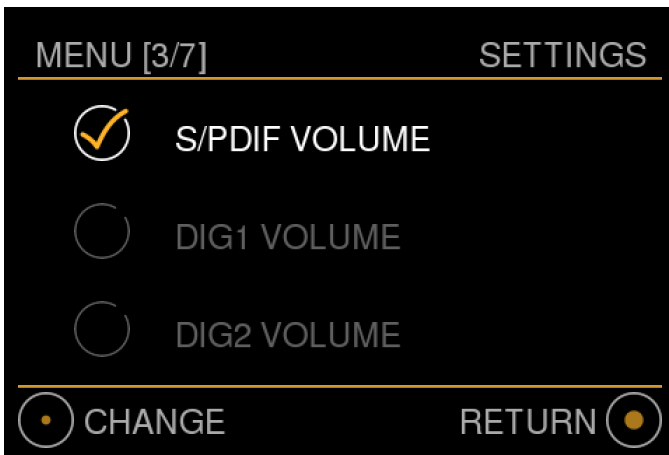 MENU [3/7] SETTINGS
S/PDIF VOLUME
DIG1 VOLUME
DIG2 VOLUME
CHANGE RETURN